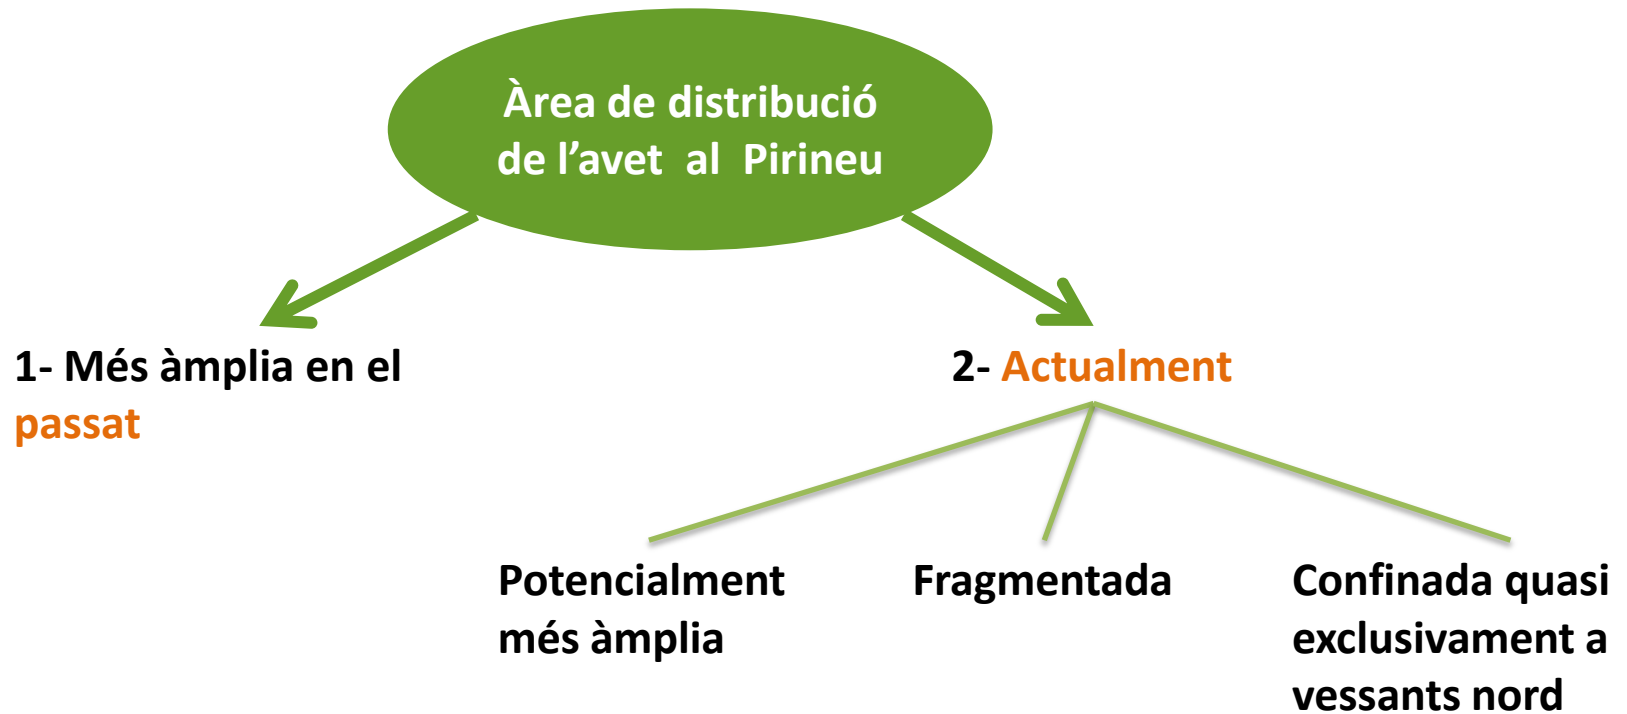 Àrea de distribució
de l’avet al Pirineu
1- Més àmplia en el
passat
2- Actualment
Potencialment
més àmplia
Fragmentada
Confinada quasi
exclusivament a
vessants nord